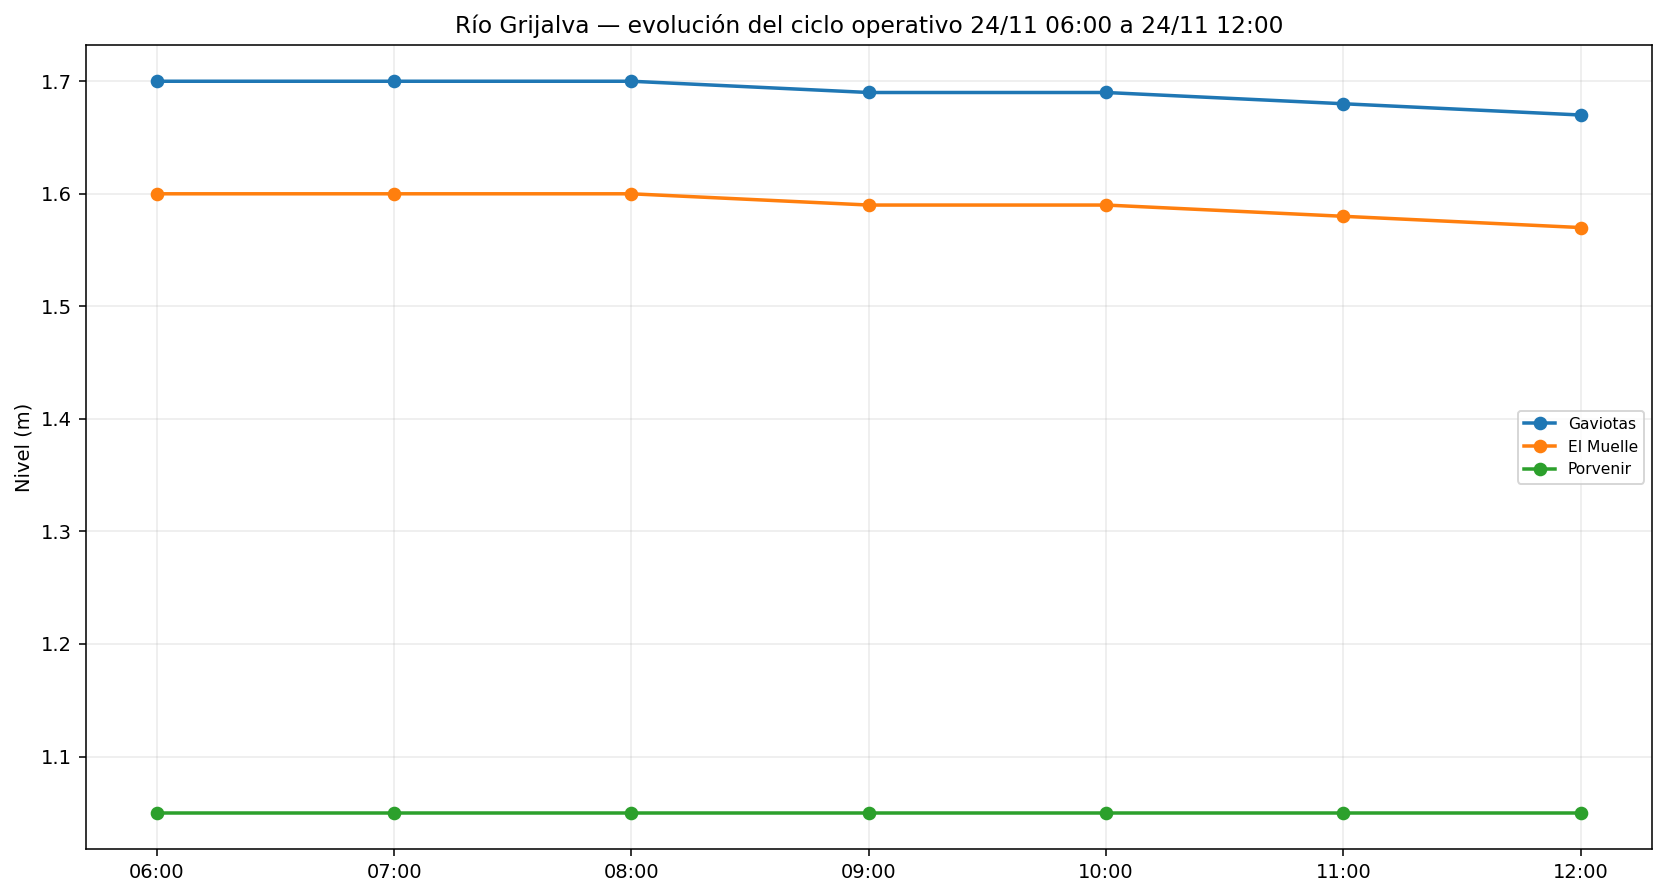 Río Grijalva — evolución del ciclo operativo 24/11 06:00 a 24/11 12:00
Nivel (m)
1.7
1.6
1.5
1.4
1.3
1.2
1.1
Gaviotas
El Muelle
Porvenir
06:00 07:00 08:00 09:00 10:00 11:00 12:00